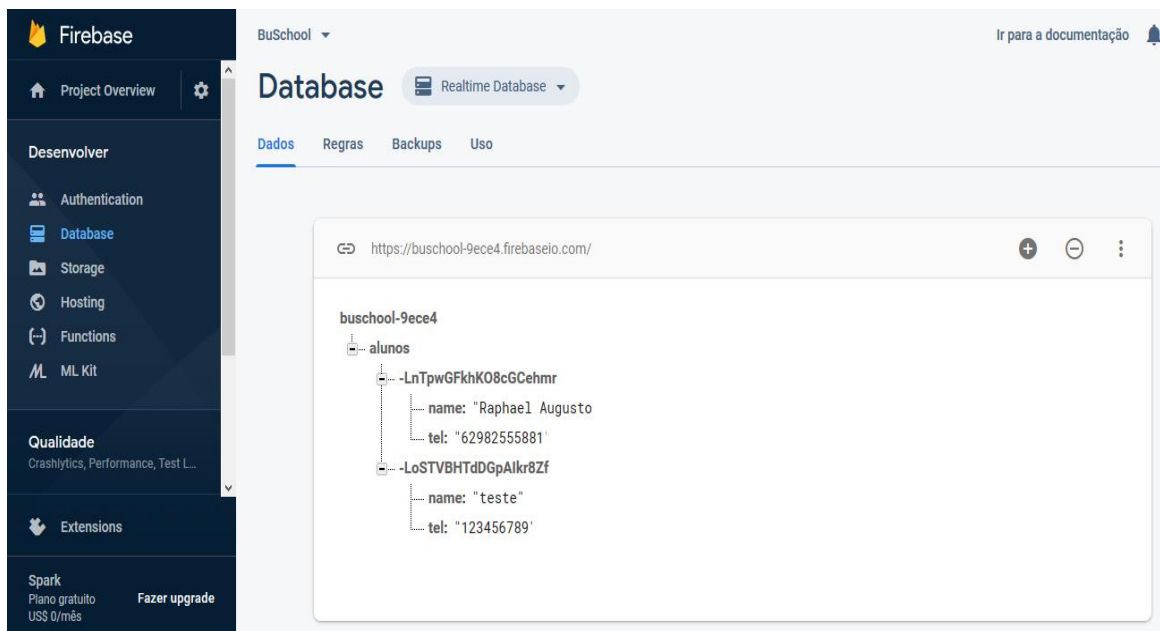 Firebase
Project Overview
Desenvolver
Authentication
Database
Storage
Hosting
Functions
ML Kit
Qualidade
Crashlytics, Performance, Test L...
Extensions
Spark
Plano gratuito
US$ 0/mês
Fazer upgrade
BuSchool
Ir para a documentação
Database
Realtime Database
Dados Regras Backups Uso
https://buschool-9ece4.firebaseio.com/
buschool-9ece4
alunos
-LnTpwGFkhKO8cGCehmr
name: "Raphael Augusto
tel: "62982555881'
-LoSTVBHTdDGpAIkr8Zf
name: "teste"
tel: "123456789'